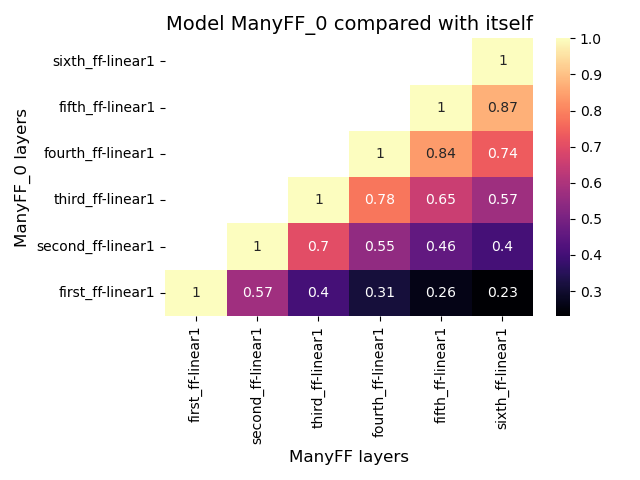 Model ManyFF_0 compared with itself
ManyFF_0 layers
sixth_ff-linear1
1
fifth_ff-linear1
1 0.87
fourth_ff-linear1
1 0.84 0.74
third_ff-linear1
1 0.78 0.65 0.57
second_ff-linear1
1 0.7 0.55 0.46 0.4
first_ff-linear1
1 0.57 0.4 0.31 0.26 0.23
first_ff-linear1
second_ff-linear1
third_ff-linear1
fourth_ff-linear1
fifth_ff-linear1
sixth_ff-linear1
ManyFF layers
1.0
0.9
0.8
0.7
0.6
0.5
0.4
0.3